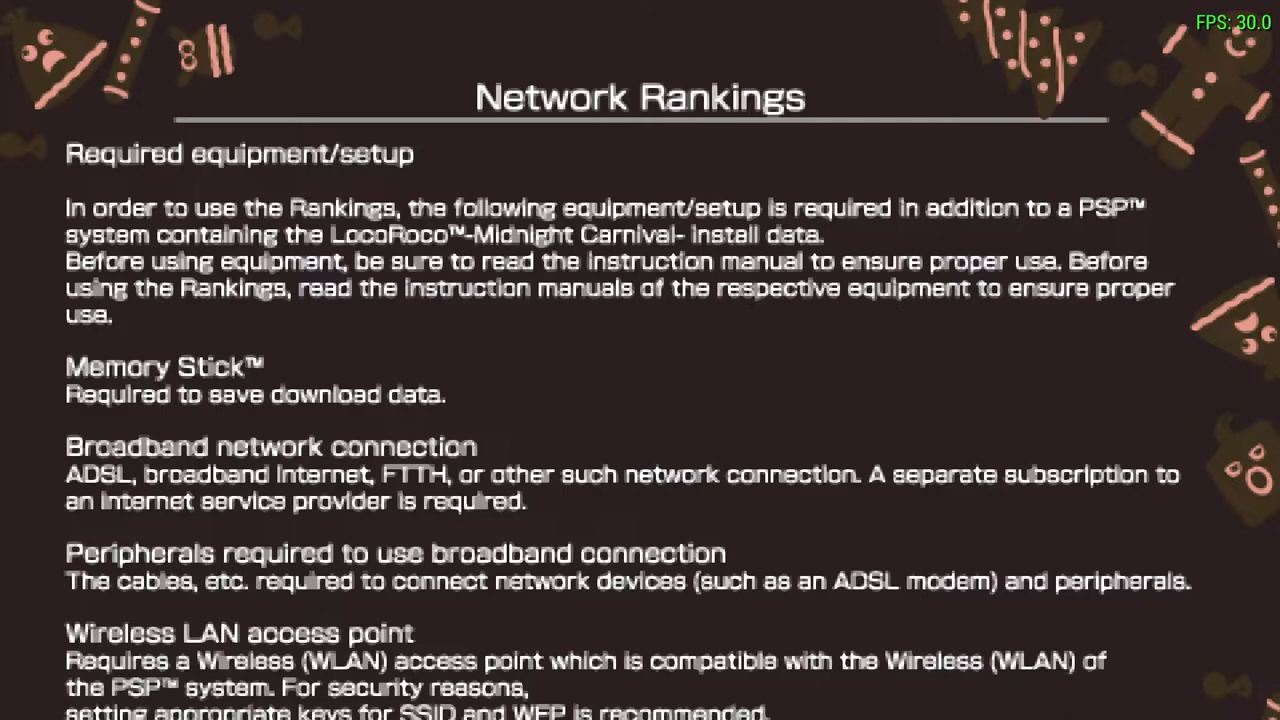 FPS: 30.0
Network Rankings
Required equipment/setup
In order to use the Rankings, the following equipment/setup is required in addition to a PSP™
system containing the LocoRoco™-Midnight Carnival- install data.
Before using equipment, be sure to read the instruction manual to ensure proper use. Before
using the Rankings, read the instruction manuals of the respective equipment to ensure proper
use.
Memory Stick™
Required to save download data.
Broadband network connection
ADSL, broadband Internet, FTTH, or other such network connection. A separate subscription to
an Internet service provider is required.
Peripherals required to use broadband connection
The cables, etc. required to connect network devices (such as an ADSL modem) and peripherals.
Wireless LAN access point
Requires a Wireless (WLAN) access point which is compatible with the Wireless (WLAN) of
the PSP™ system. For security reasons,
setting appropriate keys for SSID and WEP is recommended.